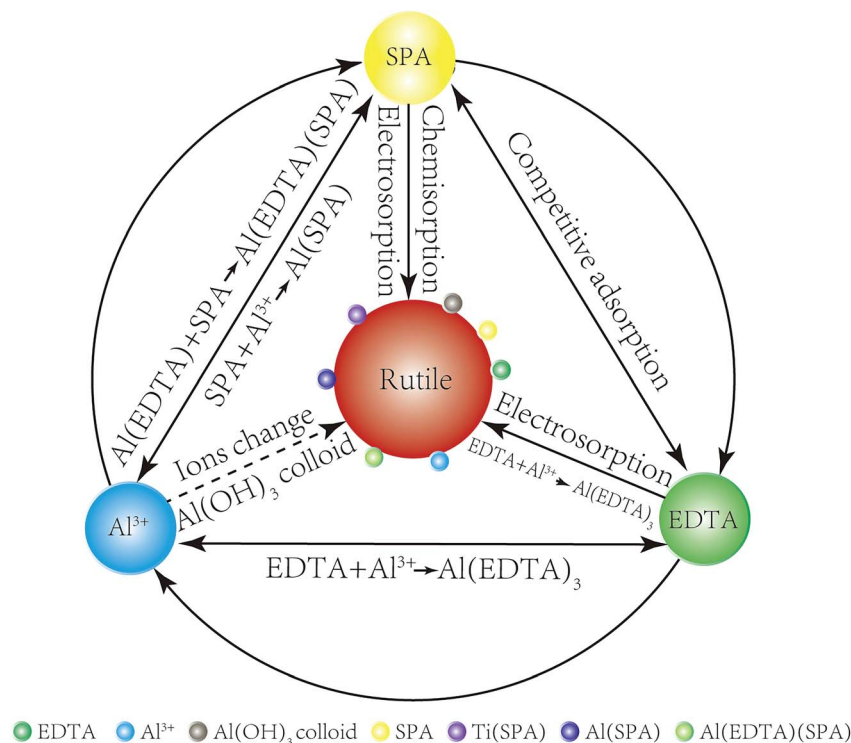 SPA
Electrosorption
Chemisorption
Competitive adsorption
Al(EDTA)+SPA→Al(EDTA)(SPA)
SPA+Al³⁺→Al(SPA)
Rutile
Ions change
Al(OH)₃ colloid
Electrosorption
EDTA+Al³⁺→Al(EDTA)₃
Al³⁺
EDTA
EDTA+Al³⁺→Al(EDTA)₃
EDTA Al³⁺ Al(OH)₃colloid SPA Ti(SPA) Al(SPA) Al(EDTA)(SPA)